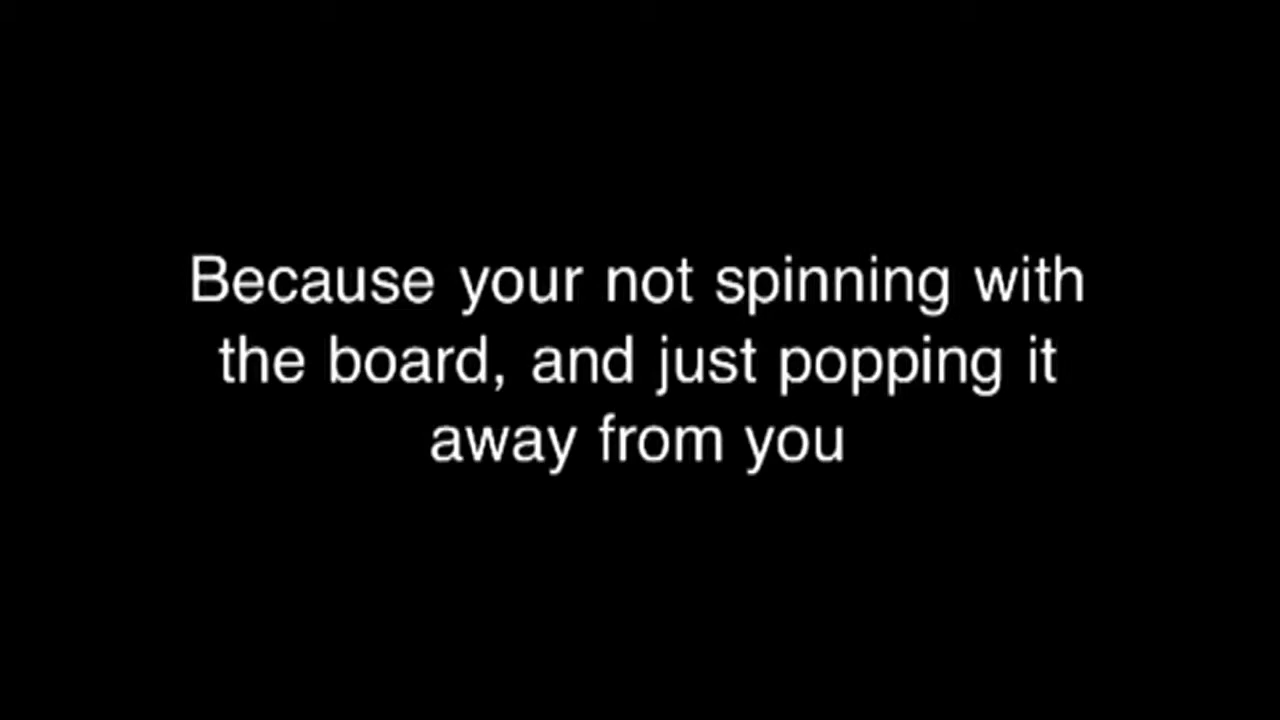 Because your not spinning with
the board, and just popping it
away from you